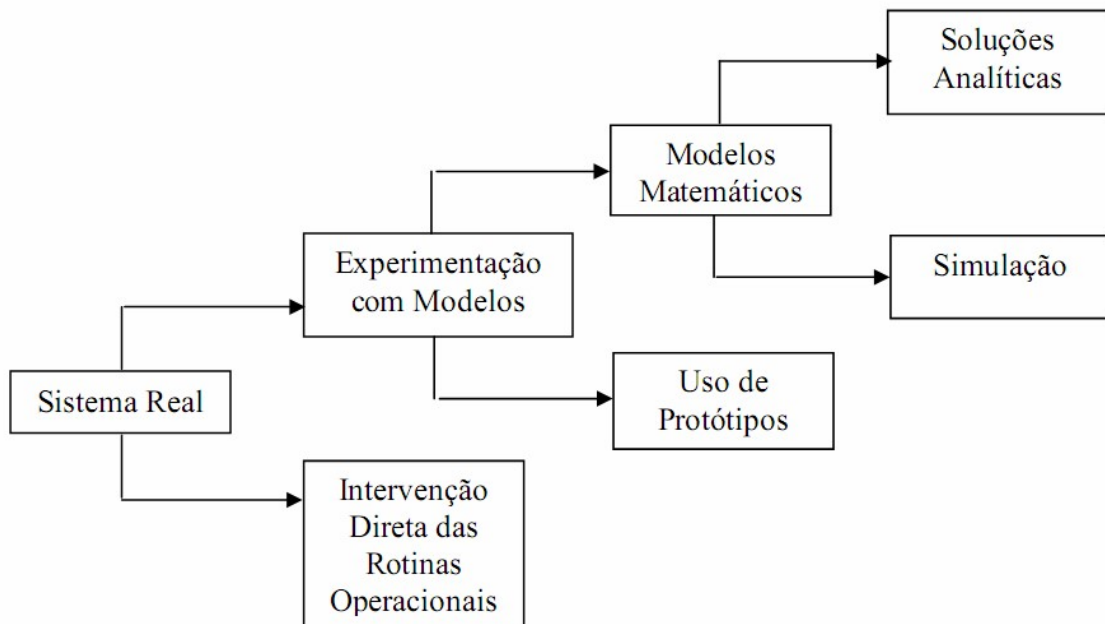 Soluções
Analíticas
Modelos
Matemáticos
Experimentação
com Modelos
Simulação
Sistema Real
Uso de
Protótipos
Intervenção
Direta das
Rotinas
Operacionais